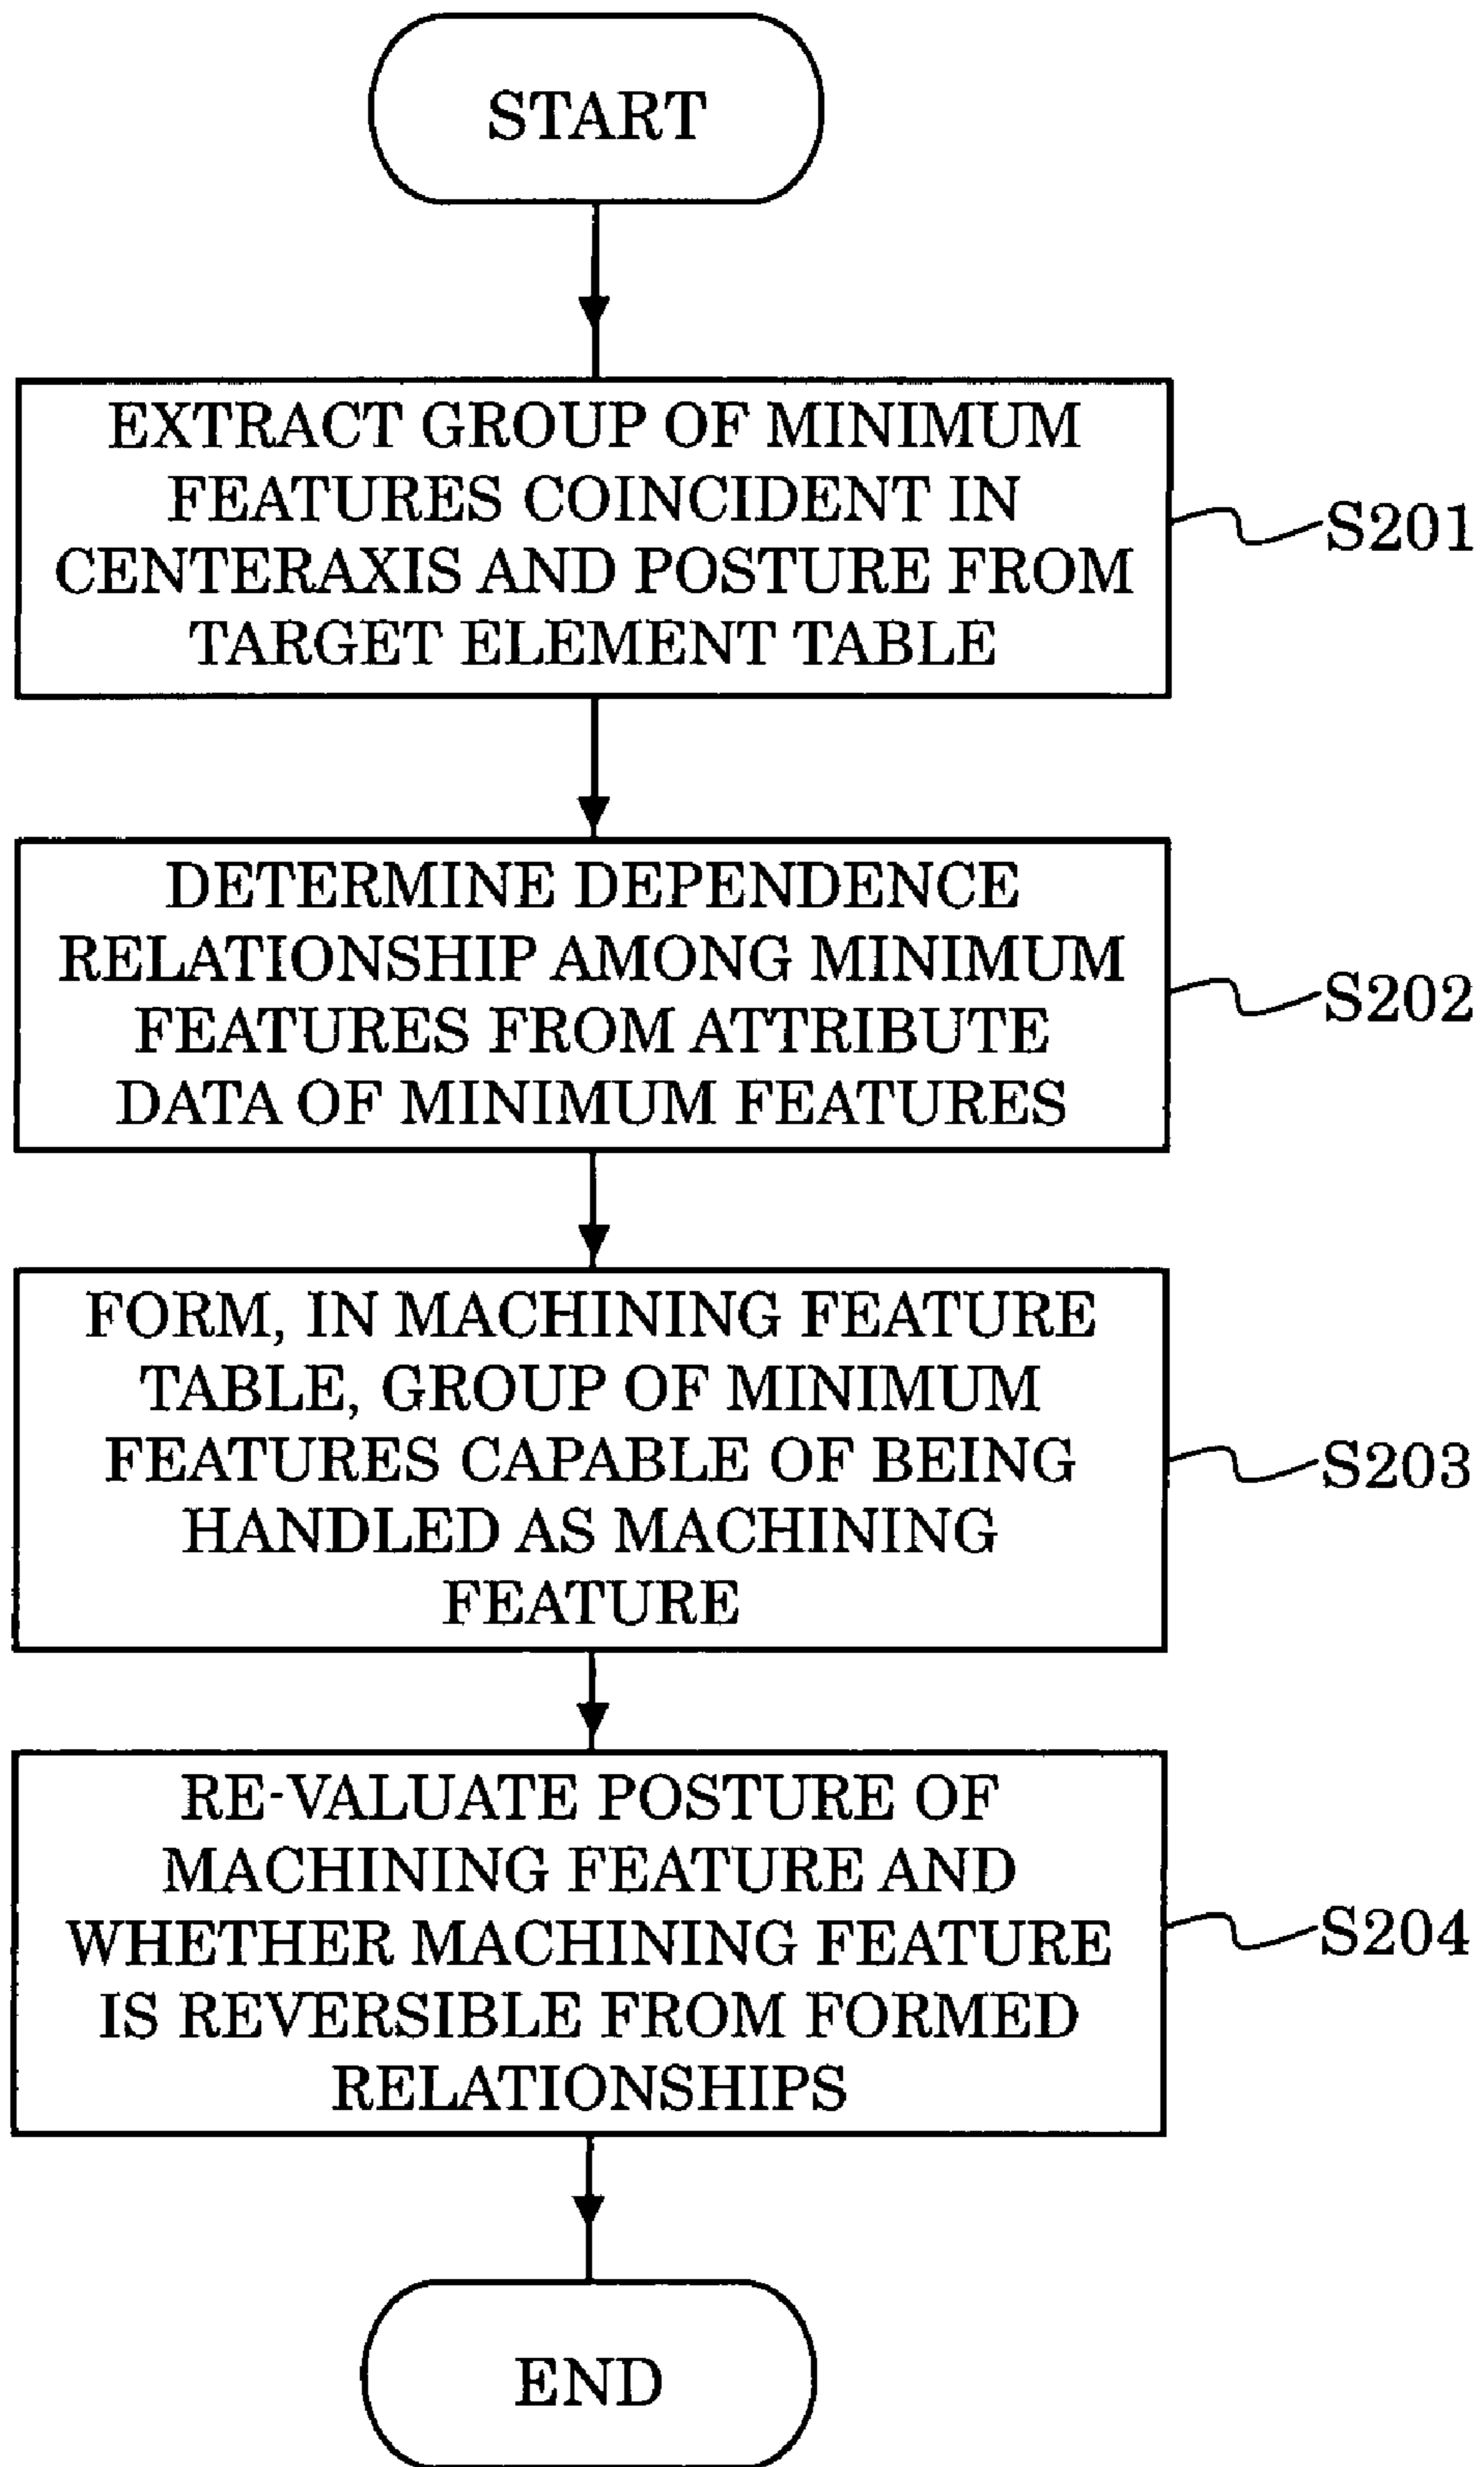 START
EXTRACT GROUP OF MINIMUM
FEATURES COINCIDENT IN
CENTERAXIS AND POSTURE FROM
TARGET ELEMENT TABLE
S201
DETERMINE DEPENDENCE
RELATIONSHIP AMONG MINIMUM
FEATURES FROM ATTRIBUTE
DATA OF MINIMUM FEATURES
S202
FORM, IN MACHINING FEATURE
TABLE, GROUP OF MINIMUM
FEATURES CAPABLE OF BEING
HANDLED AS MACHINING
FEATURE
S203
RE-VALUATE POSTURE OF
MACHINING FEATURE AND
WHETHER MACHINING FEATURE
IS REVERSIBLE FROM FORMED
RELATIONSHIPS
S204
END